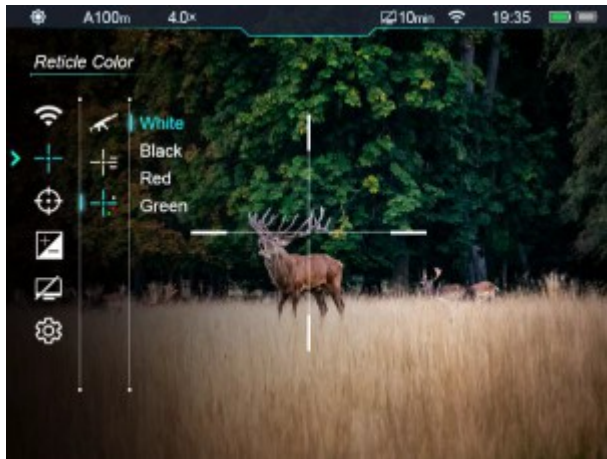 A100m 4.0× 10min 19:35
Reticle Color
White
Black
Red
Green